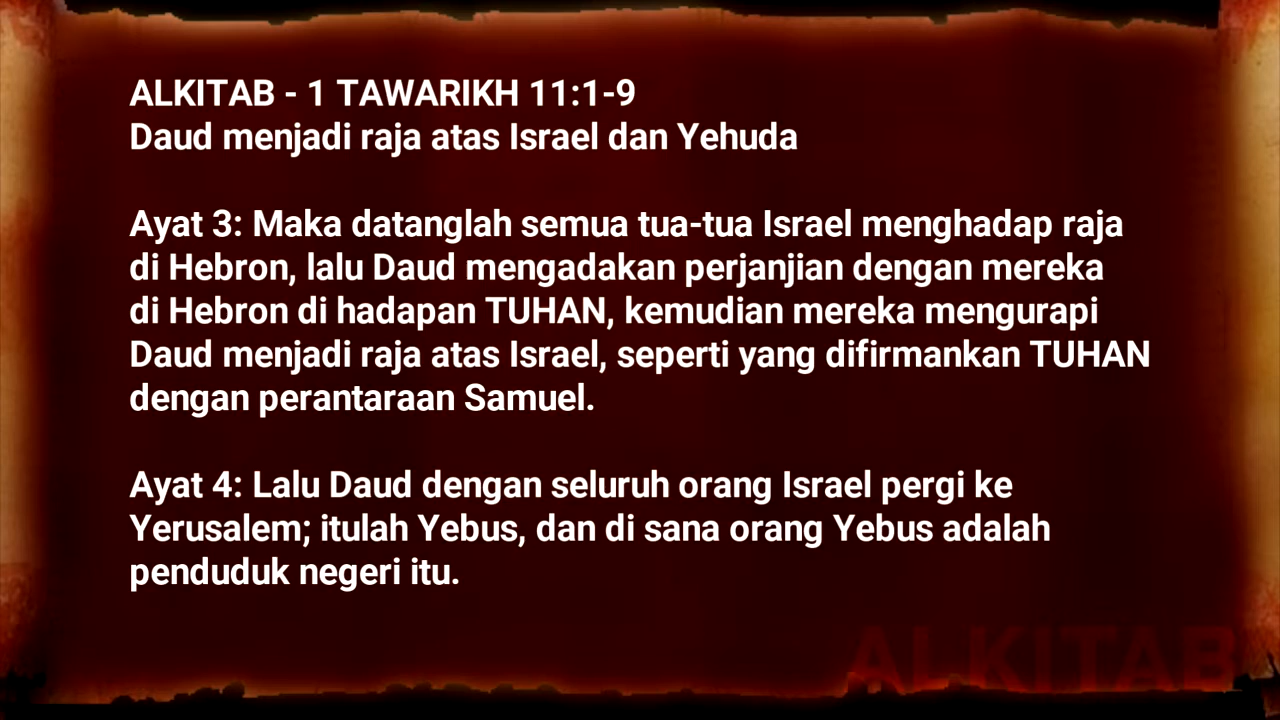 ALKITAB - 1 TAWARIKH 11:1-9
Daud menjadi raja atas Israel dan Yehuda
Ayat 3: Maka datanglah semua tua-tua Israel menghadap raja
di Hebron, lalu Daud mengadakan perjanjian dengan mereka
di Hebron di hadapan TUHAN, kemudian mereka mengurapi
Daud menjadi raja atas Israel, seperti yang difirmankan TUHAN
dengan perantaraan Samuel.
Ayat 4: Lalu Daud dengan seluruh orang Israel pergi ke
Yerusalem; itulah Yebus, dan di sana orang Yebus adalah
penduduk negeri itu.
ALKITAB